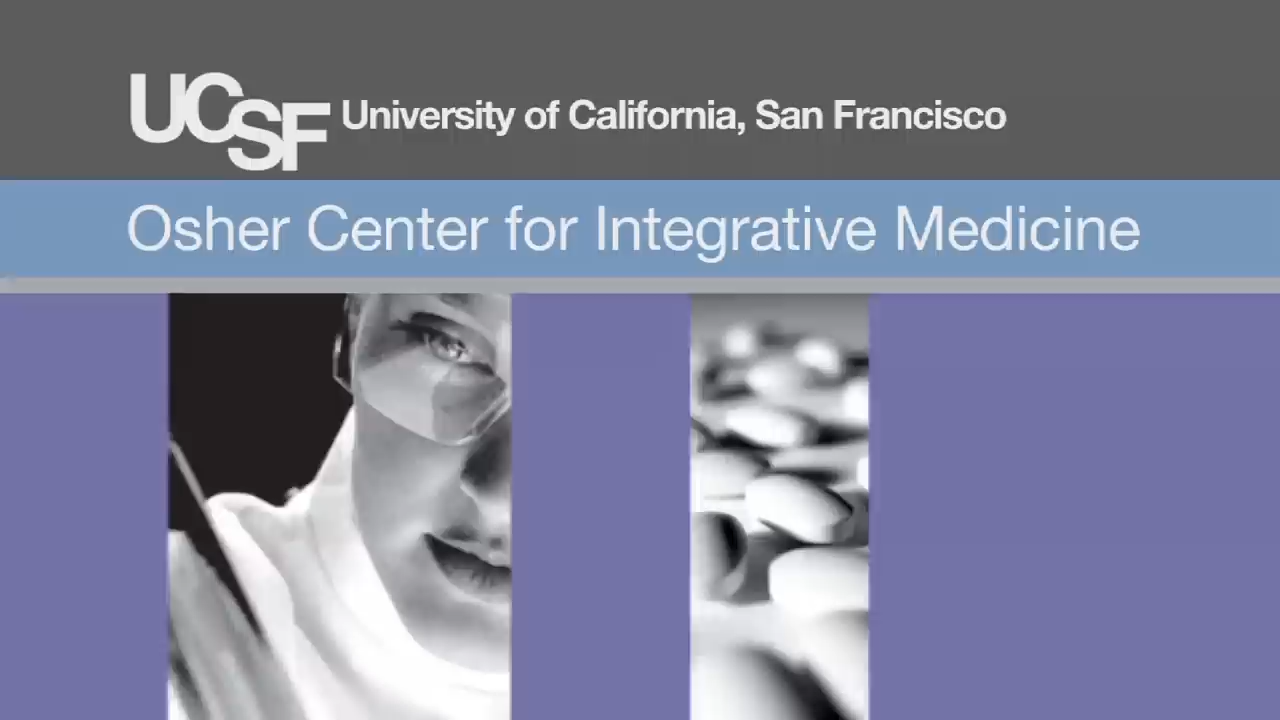 UCSF University of California, San Francisco
Osher Center for Integrative Medicine